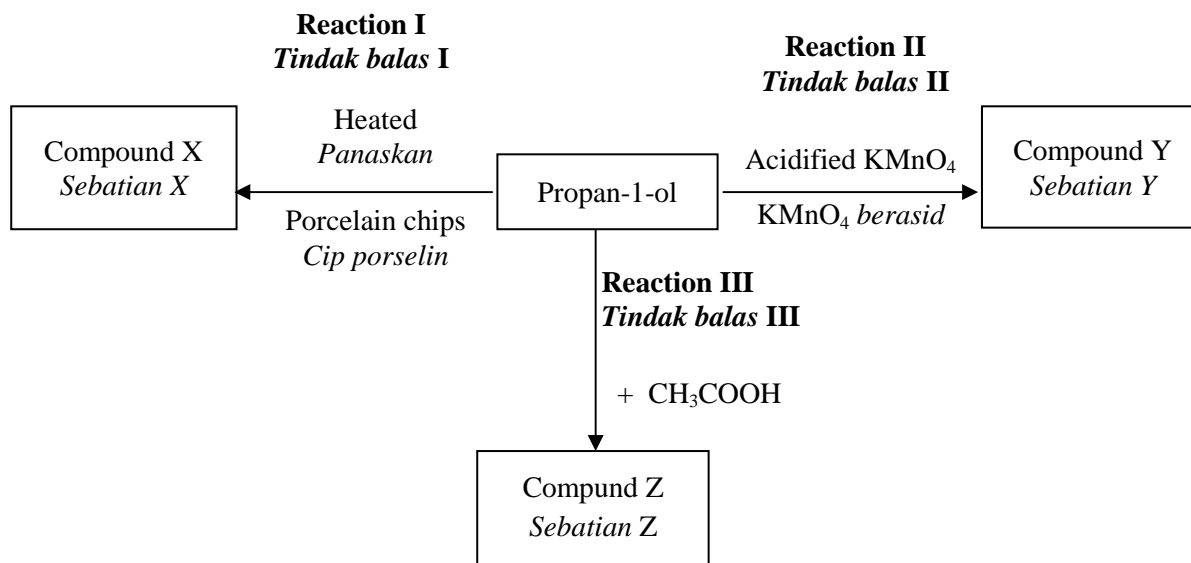 Reaction I
Tindak balas I
Reaction II
Tindak balas II
Compound X
Sebatian X
Heated
Panaskan
Porcelain chips
Cip porselin
Propan-1-ol
Acidified KMnO₄
KMnO₄ berasid
Compound Y
Sebatian Y
Reaction III
Tindak balas III
+ CH₃COOH
Compund Z
Sebatian Z